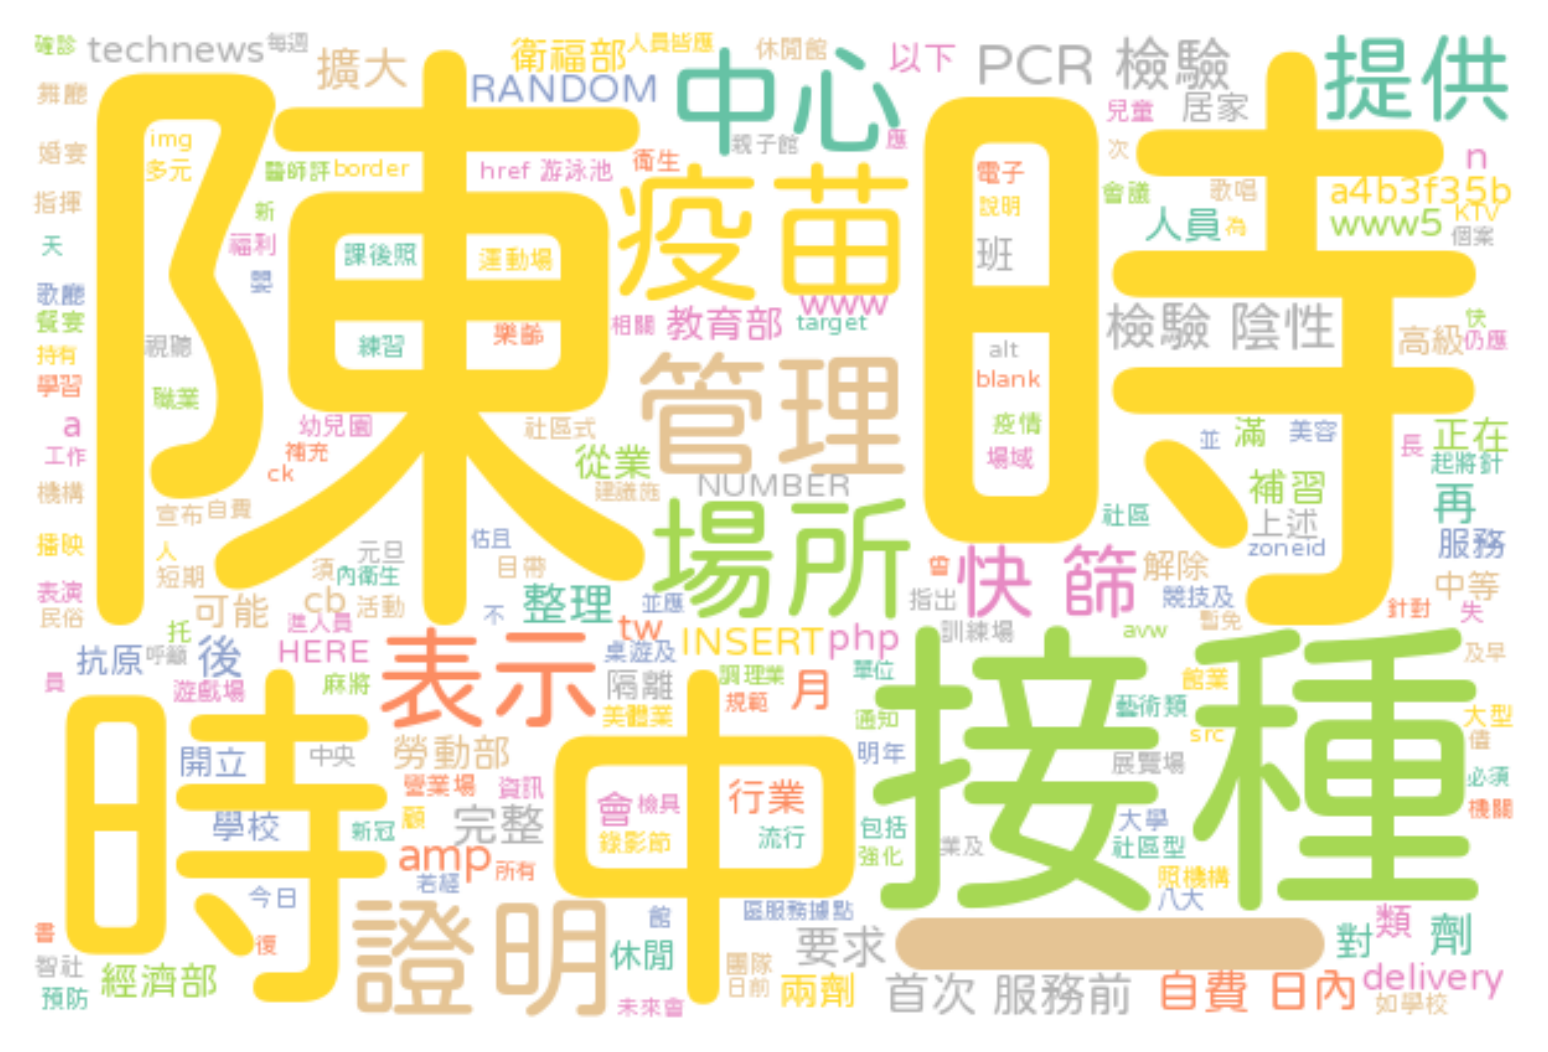 確診 technews 每週 擴大 衛福部 人員皆應 休閒館 以下 PCR 檢驗 提供
舞廳 RANDOM 中心 兒童 居家
陳 時
婚宴 img 親子館 應 次 n
多元 醫師評 border href 游泳池 衛生 疫苗 電子 會議 歌唱 a4b3f35b
指揮 新 說明 人員 為 www5 KTV
天 福利 課後照 運動場 班 個案
歌廳 嬰 www
餐宴 相關 教育部 target 檢驗 陰性 快
持有 視聽 練習 樂齡 管理 alt 高級 仍應
學習 職業 blank
a 幼兒園 社區式 疫情 並 滿 美容 長 正在
工作 補充 從業 場域 起將針
機構 ck 建議施 NUMBER 補習 再
宣布 自費 場所 社區 上述
播映 人 元旦 估且 zoneid 服務
表演 短期 須 內衛生 目帶 曾 快 篩 解除 中等
民俗 可能 cb 活動 不 整理 並應 指出 競技及 針對 失
托 進人員 tw INSERT php 訓練場 avw 暫免
抗原 呼籲 後 HERE 表示 桌遊及 接種 及早
員 遊戲場 麻將 隔離 調理業 月 單位 館業
時 中 美體業 規範 通知 藝術類 大型
開立 中央 勞動部 明年 src 僵
營業場 資訊 展覽場 必須
學校 新冠 顧 完整 會 檢具 行業 包括 大學 機關
amp 所有 錄影節 流行 強化 業及 社區型
今日 若經 照機構
書 復 證明 館 區服務據點 八大 類
智社 經濟部 休閒 團隊 要求 一 對 劑
預防 未來會 日前 兩劑 首次 服務前 自費 日內 delivery
如學校